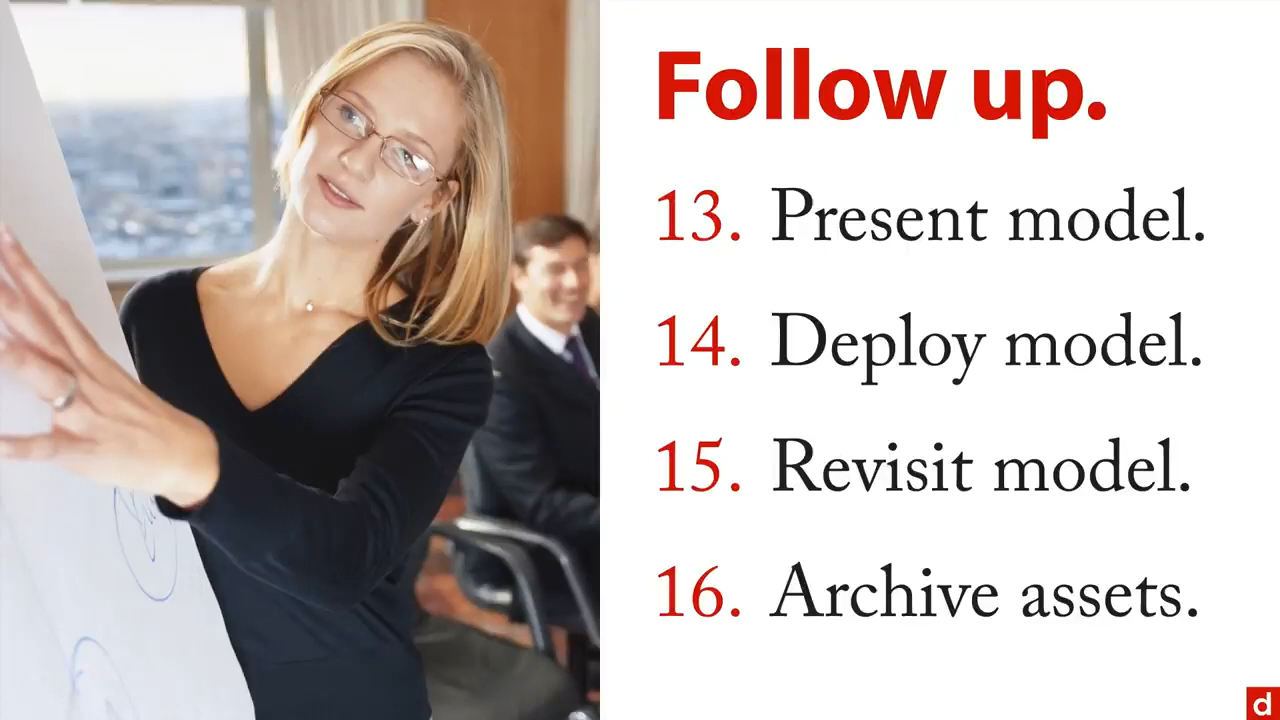 Follow up.
13. Present model.
14. Deploy model.
15. Revisit model.
16. Archive assets.
d